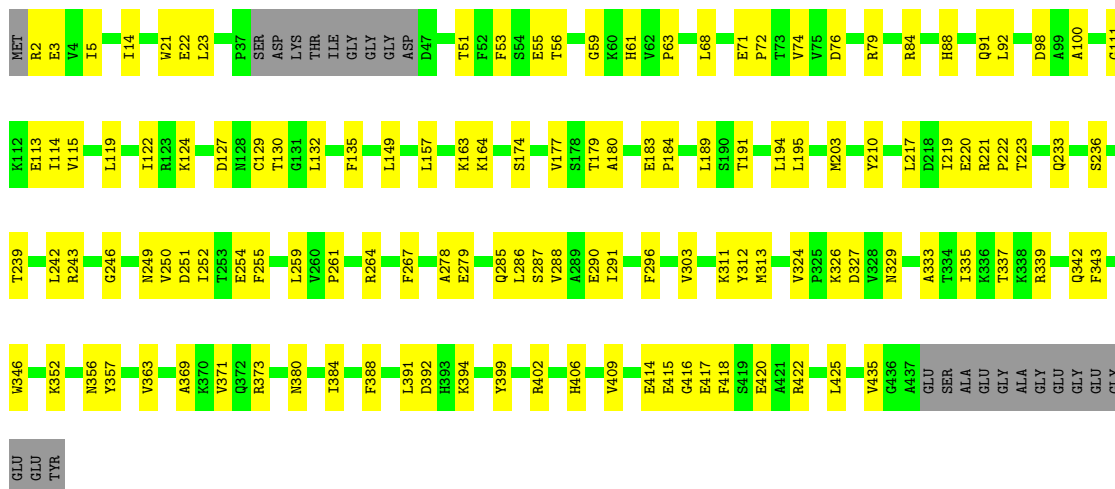 MET R2 E3 V4 I5 I14 W21 E22 L23 P37 SER ASP LYS THR ILE GLY GLY GLY ASP D47 T51 F52 F53 S54 E55 T56 G59 K60 H61 V62 P63 L68 E71 P72 T73 V74 V75 D76 R79 R84 H88 Q91 L92 D98 A99 A100 G111
K112 E113 I114 V115 L119 I122 R123 K124 D127 N128 C129 T130 G131 L132 F135 L149 L157 K163 K164 S174 V177 S178 T179 A180 E183 P184 L189 S190 T191 L194 L195 M203 Y210 L217 D218 I219 E220 R221 P222 T223 Q233 S236
T239 L242 R243 G246 N249 V250 D251 I252 T253 E254 F255 L259 V260 P261 R264 F267 A278 E279 Q285 L286 S287 V288 A289 E290 I291 F296 V303 K311 Y312 M313 V324 P325 K326 D327 V328 N329 A333 T334 I335 K336 T337 K338 R339 Q342 F343
W346 K352 N356 Y357 V363 A369 K370 V371 Q372 R373 N380 I384 F388 L391 D392 H393 K394 Y399 R402 H406 V409 E414 E415 G416 E417 F418 S419 E420 A421 R422 L425 V435 G436 A437 GLU SER ALA GLU GLY ALA GLY GLU GLY GLU GLY
GLU GLU TYR